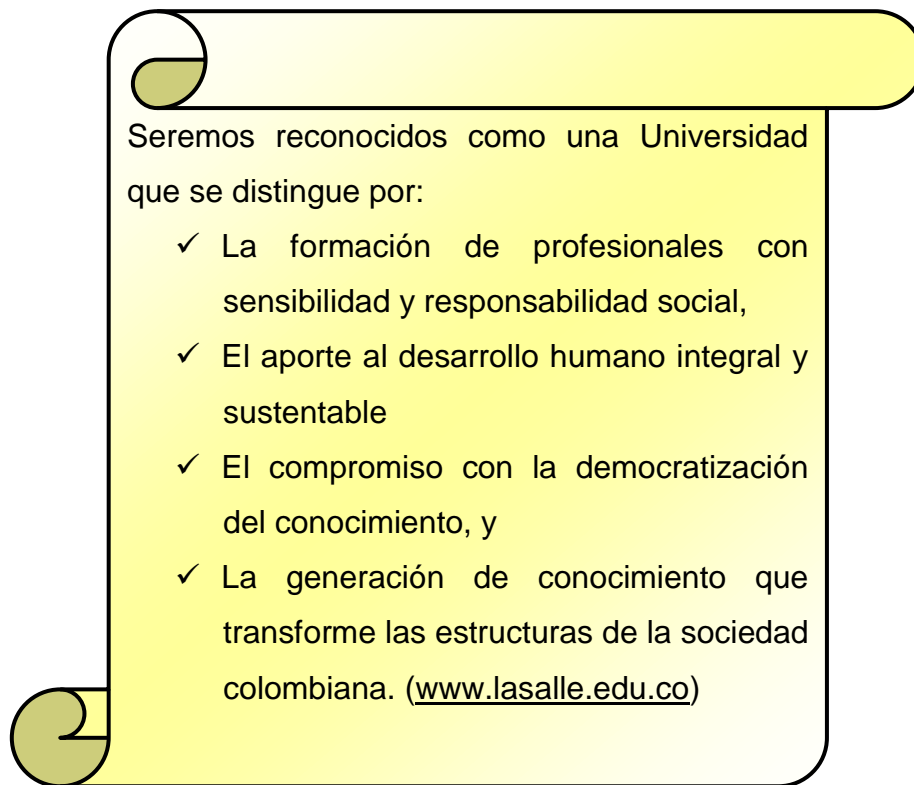 Seremos reconocidos como una Universidad
que se distingue por:
✓ La formación de profesionales con
sensibilidad y responsabilidad social,
✓ El aporte al desarrollo humano integral y
sustentable
✓ El compromiso con la democratización
del conocimiento, y
✓ La generación de conocimiento que
transforme las estructuras de la sociedad
colombiana. (www.lasalle.edu.co)